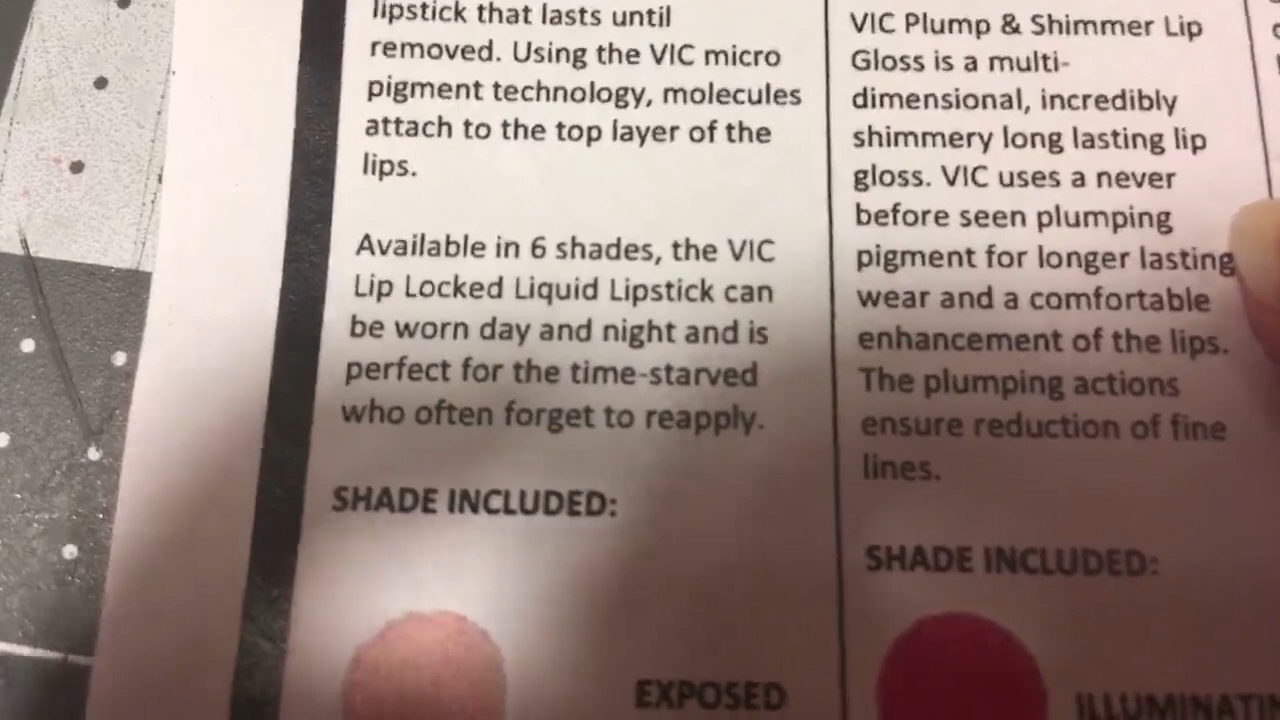 lipstick that lasts until
removed. Using the VIC micro
pigment technology, molecules
attach to the top layer of the
lips.
Available in 6 shades, the VIC
Lip Locked Liquid Lipstick can
be worn day and night and is
perfect for the time-starved
who often forget to reapply.
SHADE INCLUDED:
EXPOSED
VIC Plump & Shimmer Lip
Gloss is a multi-
dimensional, incredibly
shimmery long lasting lip
gloss. VIC uses a never
before seen plumping
pigment for longer lasting
wear and a comfortable
enhancement of the lips.
The plumping actions
ensure reduction of fine
lines.
SHADE INCLUDED: